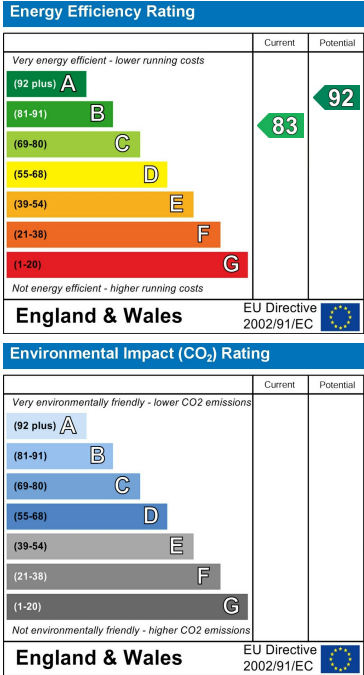 Energy Efficiency Rating
Current Potential
Very energy efficient - lower running costs
(92 plus) A
(81-91) B
(69-80) C
(55-68) D
(39-54) E
(21-38) F
(1-20) G
83
92
Not energy efficient - higher running costs
England & Wales
EU Directive
2002/91/EC
Environmental Impact (CO₂) Rating
Current Potential
Very environmentally friendly - lower CO2 emissions
(92 plus) A
(81-91) B
(69-80) C
(55-68) D
(39-54) E
(21-38) F
(1-20) G
Not environmentally friendly - higher CO2 emissions
England & Wales
EU Directive
2002/91/EC